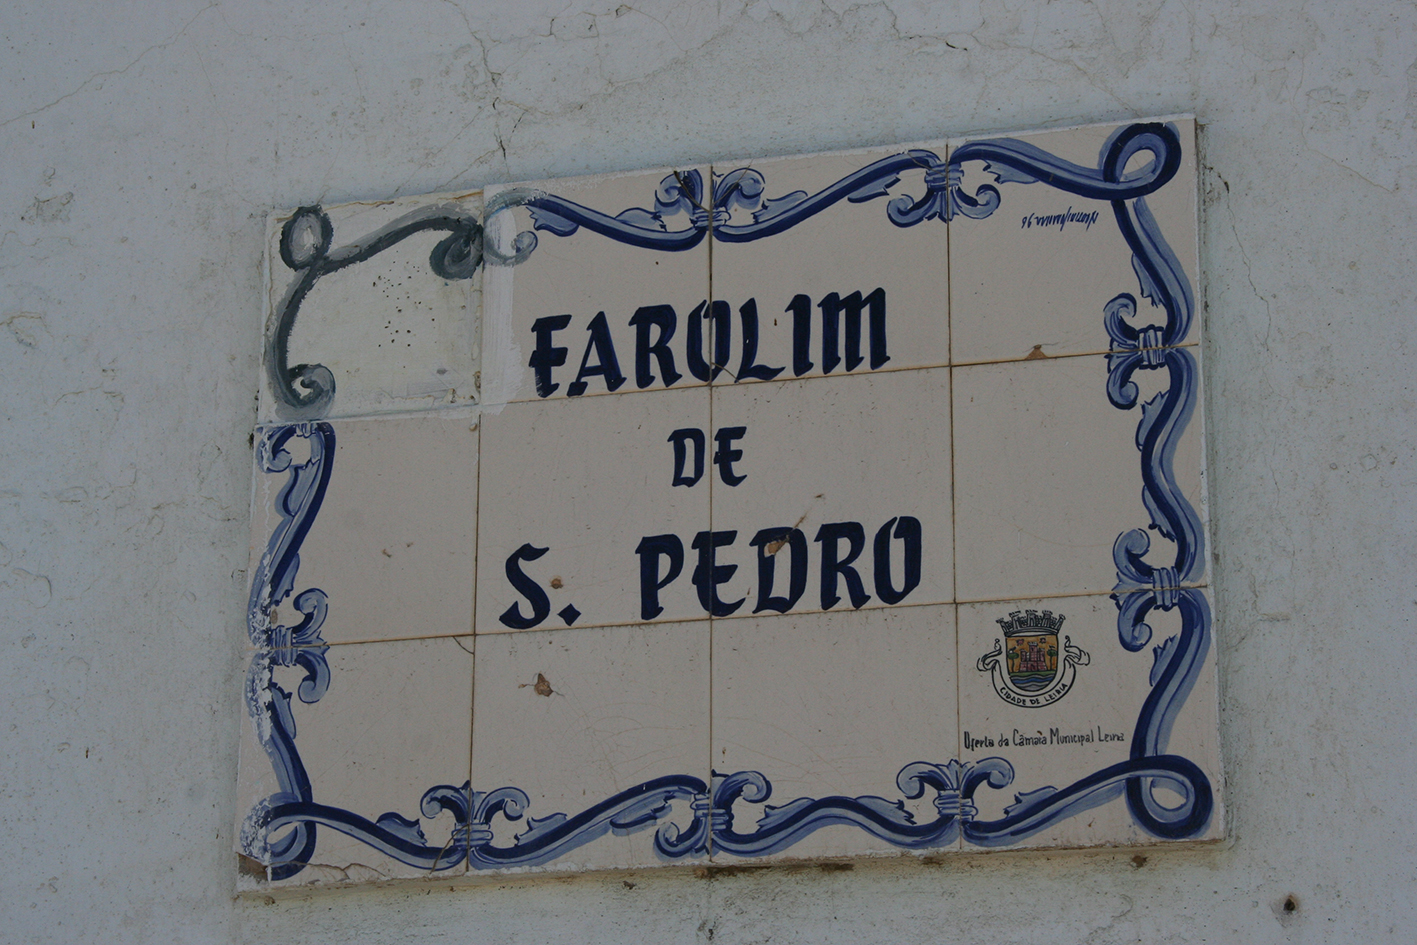 FAROLIM
DE
S. PEDRO
CIDADE DE LEIRIA
Oferta da Câmara Municipal Leiria